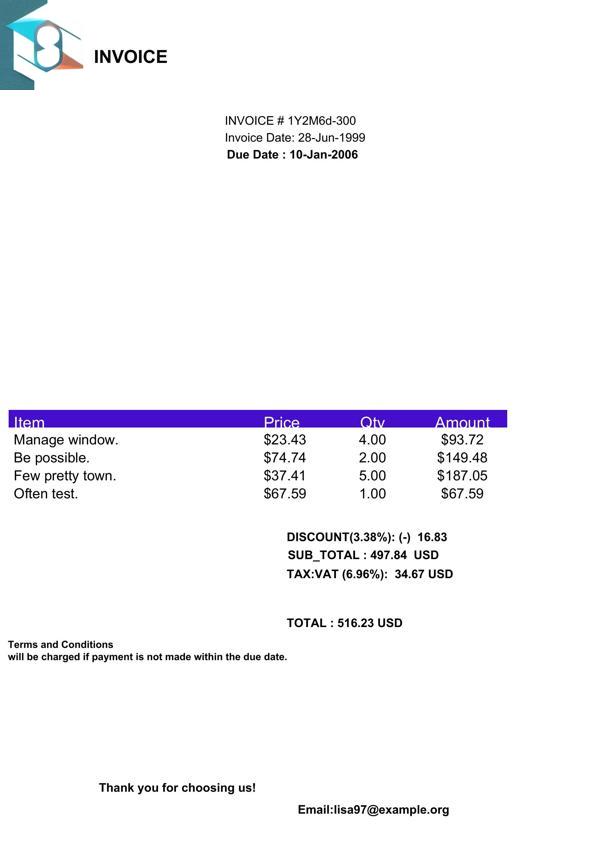 INVOICE
INVOICE # 1Y2M6d-300
Invoice Date: 28-Jun-1999
Due Date : 10-Jan-2006
Item Price Qty Amount
Manage window. $23.43 4.00 $93.72
Be possible. $74.74 2.00 $149.48
Few pretty town. $37.41 5.00 $187.05
Often test. $67.59 1.00 $67.59
DISCOUNT(3.38%): (-) 16.83
SUB_TOTAL : 497.84 USD
TAX:VAT (6.96%): 34.67 USD
TOTAL : 516.23 USD
Terms and Conditions
will be charged if payment is not made within the due date.
Thank you for choosing us!
Email:lisa97@example.org